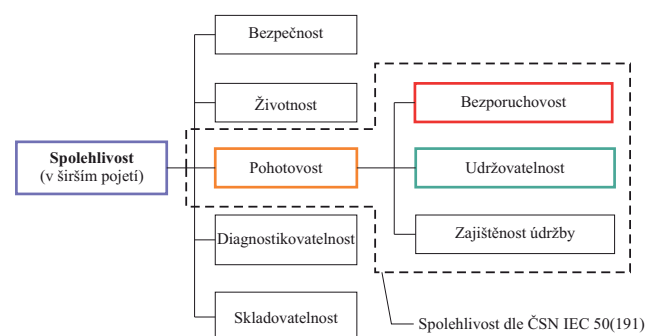 Bezpečnost
Životnost
Bezporuchovost
Spolehlivost
(v širším pojetí)
Pohotovost
Udržovatelnost
Diagnostikovatelnost
Zajištěnost údržby
Skladovatelnost
Spolehlivost dle ČSN IEC 50(191)